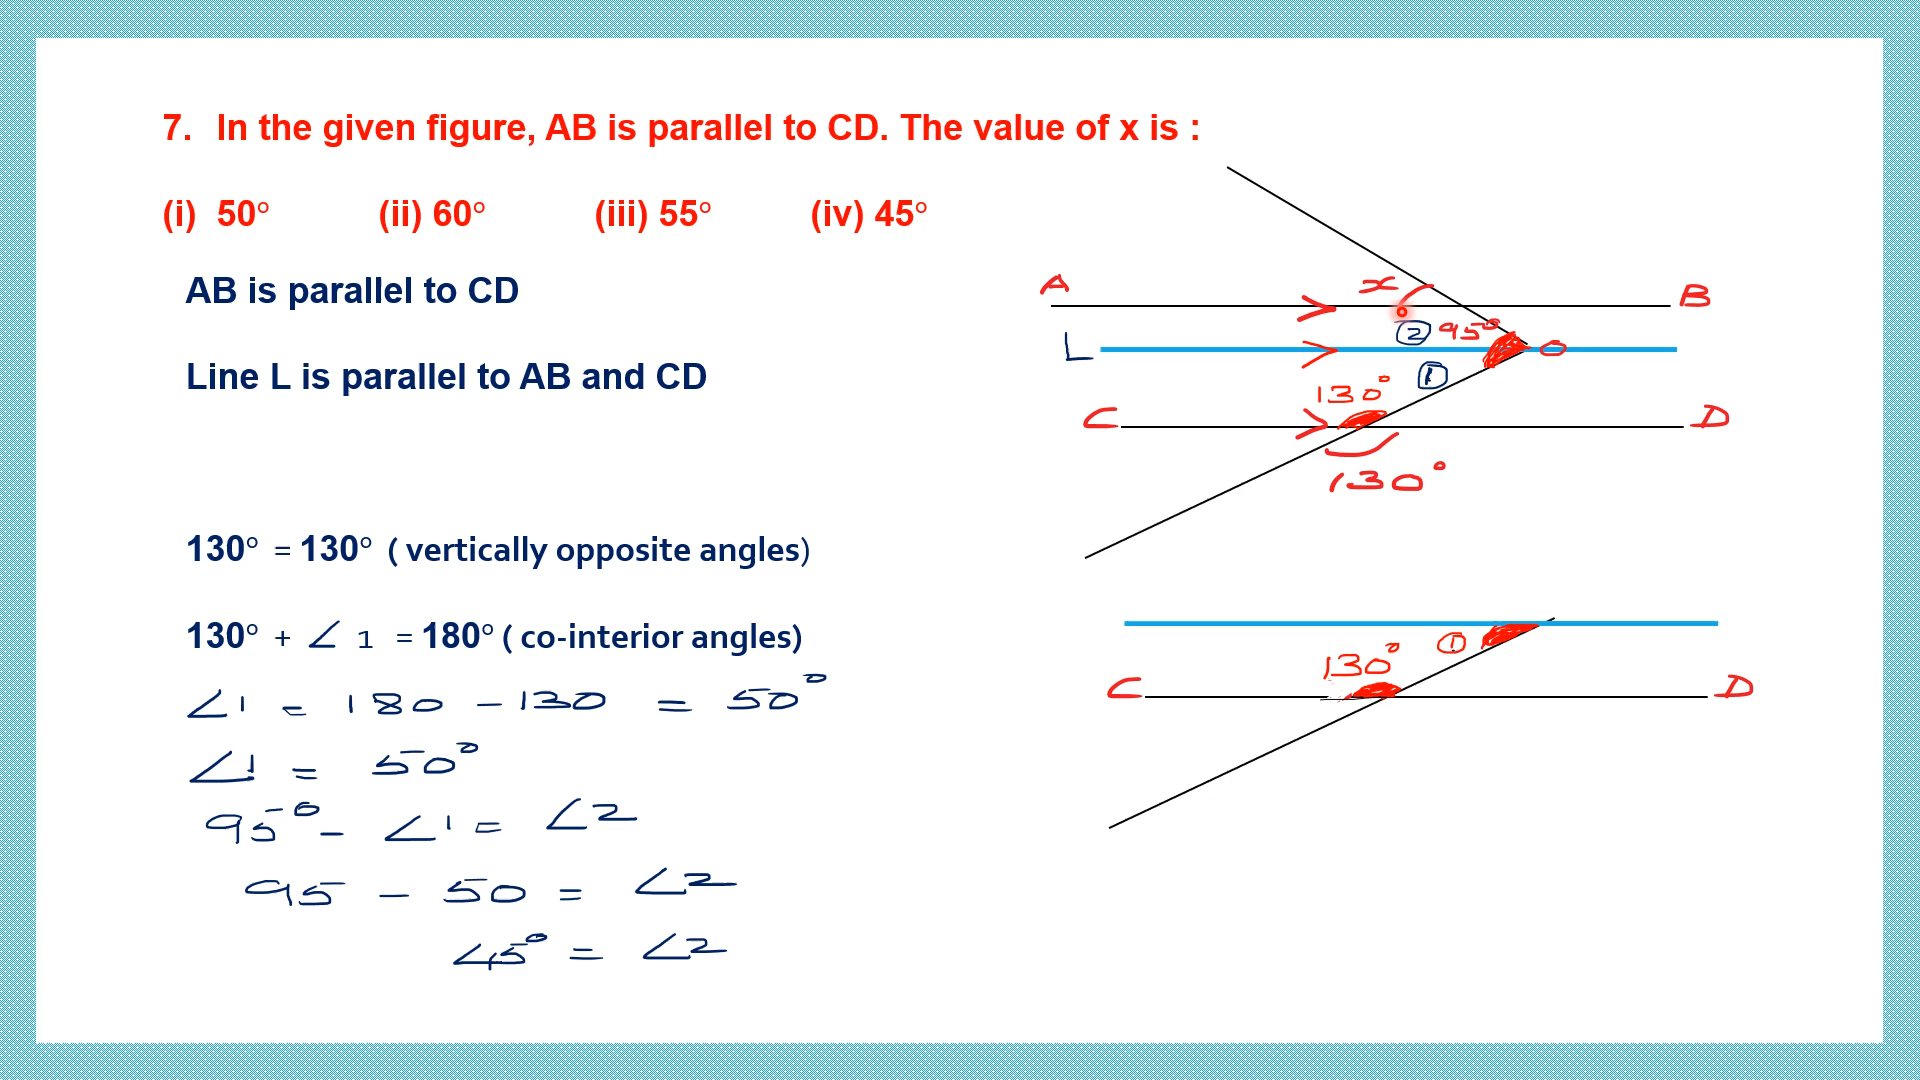 7. In the given figure, AB is parallel to CD. The value of x is :
(i) 50° (ii) 60° (iii) 55° (iv) 45°
AB is parallel to CD
Line L is parallel to AB and CD
130° = 130° ( vertically opposite angles)
130° + ∠ 1 = 180° ( co-interior angles)
∠1 = 180 - 130 = 50°
∠1 = 50°
95° - ∠1 = ∠2
95 - 50 = ∠2
45° = ∠2
A x B
2 95°
L O
130° 1
C D
130°
130° 1
C D